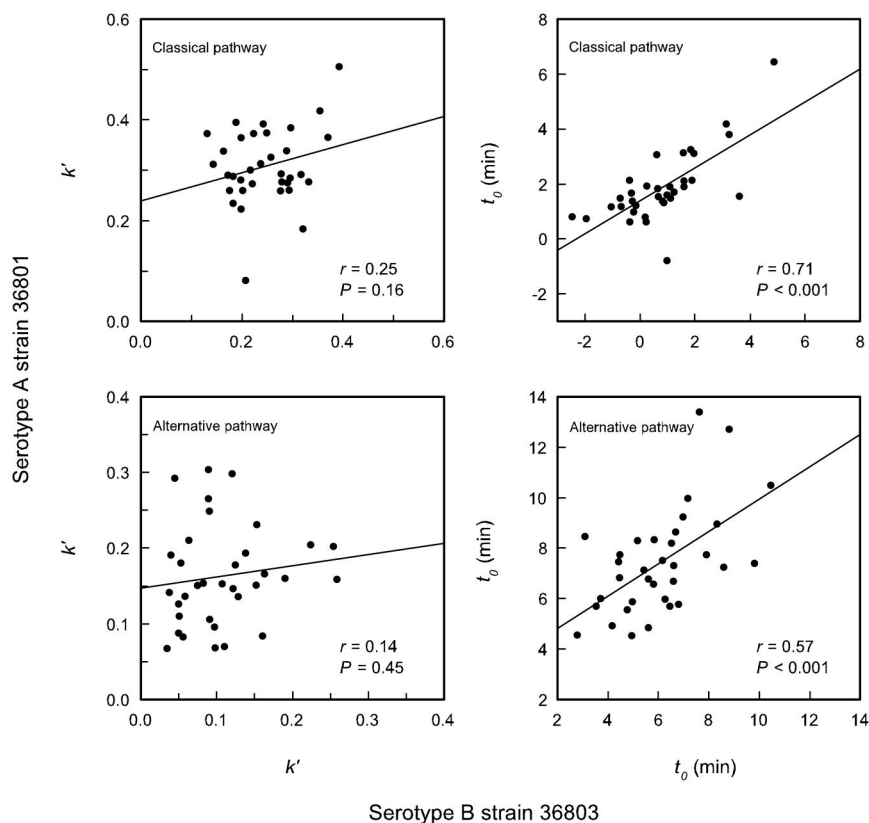 0.6
0.4
0.2
0.0
k'
Classical pathway
r = 0.25
P = 0.16
0.0 0.2 0.4 0.6
8
6
4
2
0
-2
t0 (min)
Classical pathway
r = 0.71
P < 0.001
-2 0 2 4 6 8
Serotype A strain 36801
0.4
0.3
0.2
0.1
0.0
k'
Alternative pathway
r = 0.14
P = 0.45
0.0 0.1 0.2 0.3 0.4
k'
14
12
10
8
6
4
2
t0 (min)
Alternative pathway
r = 0.57
P < 0.001
2 4 6 8 10 12 14
t0 (min)
Serotype B strain 36803